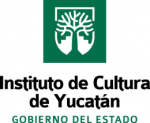 Instituto de Cultura
de Yucatán
GOBIERNO DEL ESTADO